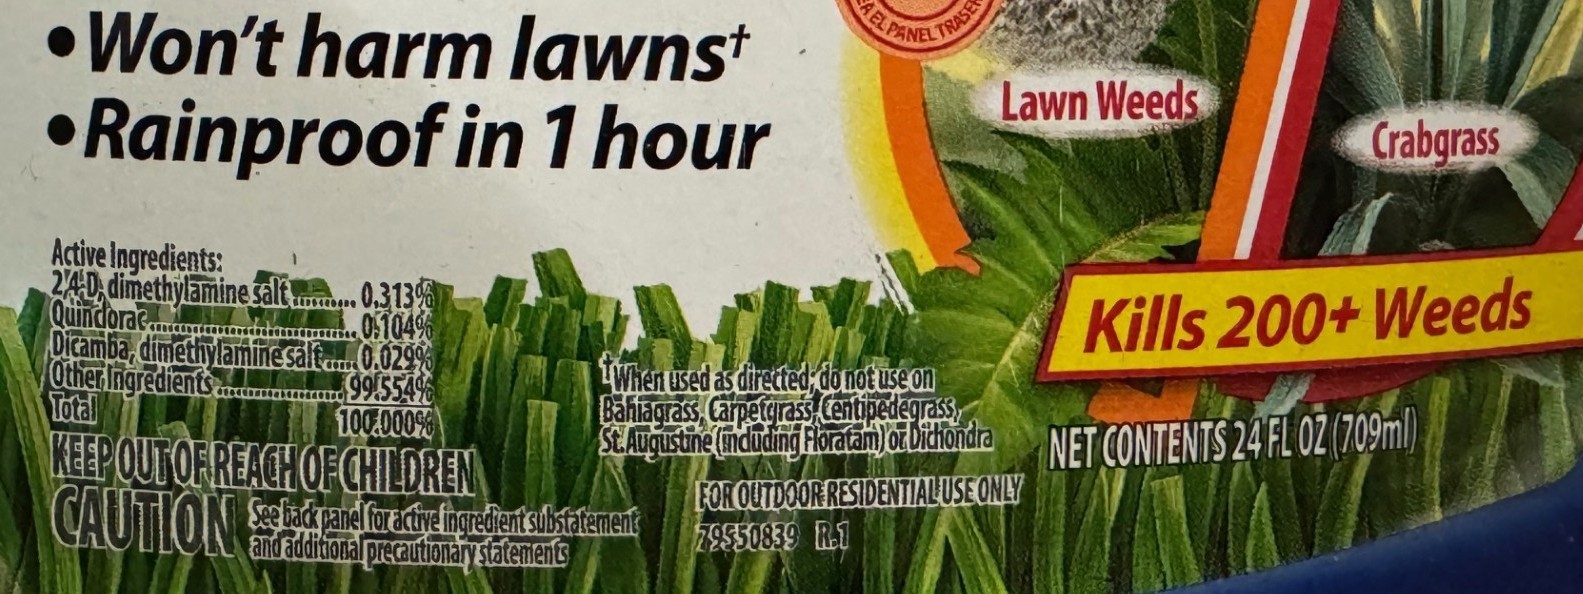 EA EL PANEL TRASER
• Won't harm lawns†
• Rainproof in 1 hour
Lawn Weeds
Crabgrass
Kills 200+ Weeds
Active Ingredients:
2,4-D, dimethylamine salt .......... 0.313%
Quinclorac .......... 0.104%
Dicamba, dimethylamine salt ..... 0.029%
Other Ingredients .......... 99.554%
Total 100.000%
KEEP OUT OF REACH OF CHILDREN
CAUTION See back panel for active ingredient substatement
and additional precautionary statements
†When used as directed, do not use on
Bahiagrass, Carpetgrass, Centipedegrass,
St. Augustine (including Floratam) or Dichondra
FOR OUTDOOR RESIDENTIAL USE ONLY
79550839 R.1
NET CONTENTS 24 FL OZ (709ml)